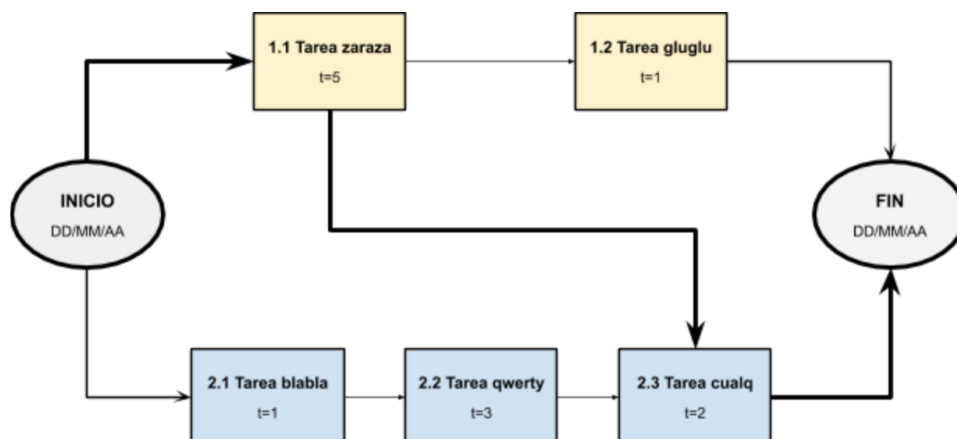 1.1 Tarea zaraza
t=5
1.2 Tarea gluglu
t=1
INICIO
DD/MM/AA
FIN
DD/MM/AA
2.1 Tarea blabla
t=1
2.2 Tarea qwerty
t=3
2.3 Tarea cualq
t=2